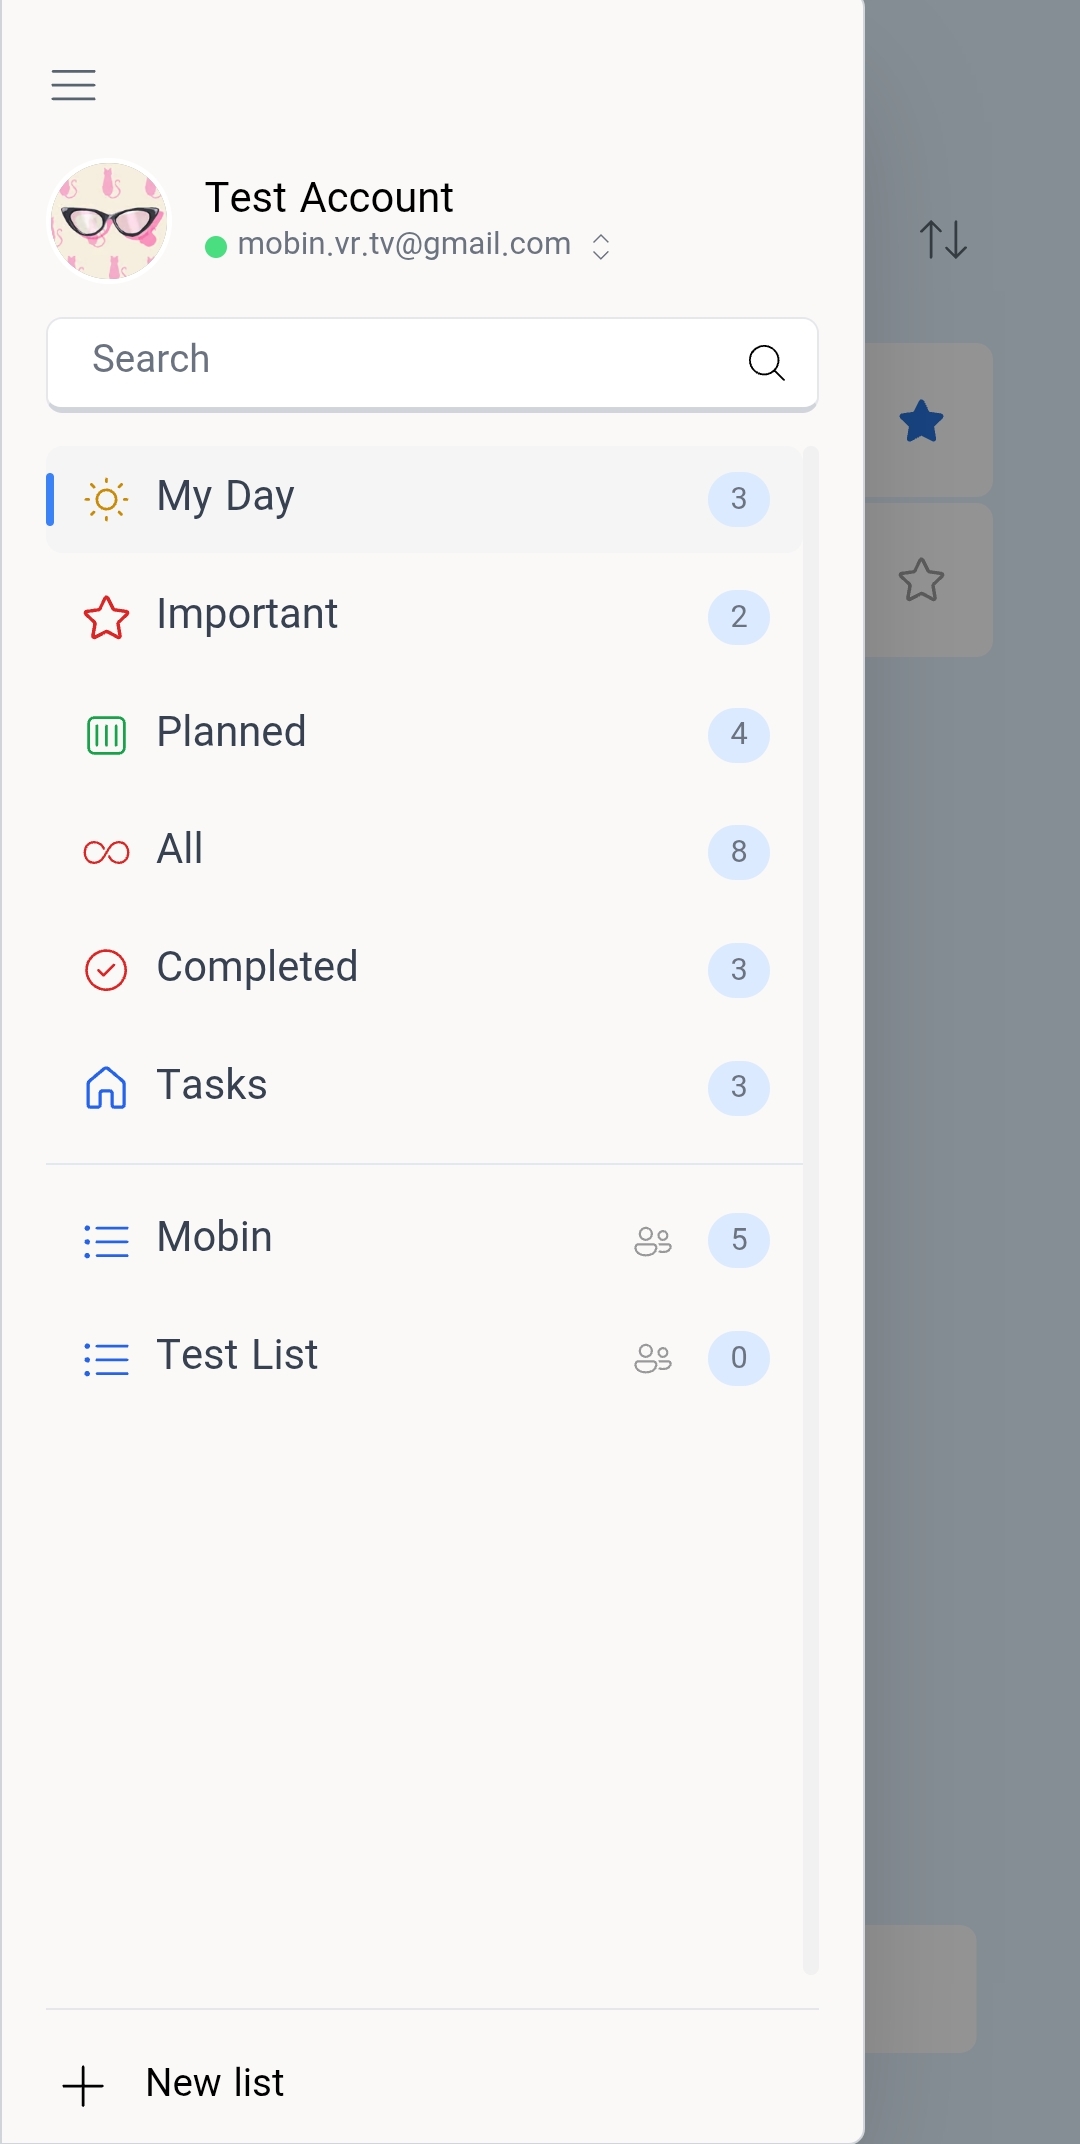 Test Account
mobin.vr.tv@gmail.com
Search
My Day 3
Important 2
Planned 4
All 8
Completed 3
Tasks 3
Mobin 5
Test List 0
New list